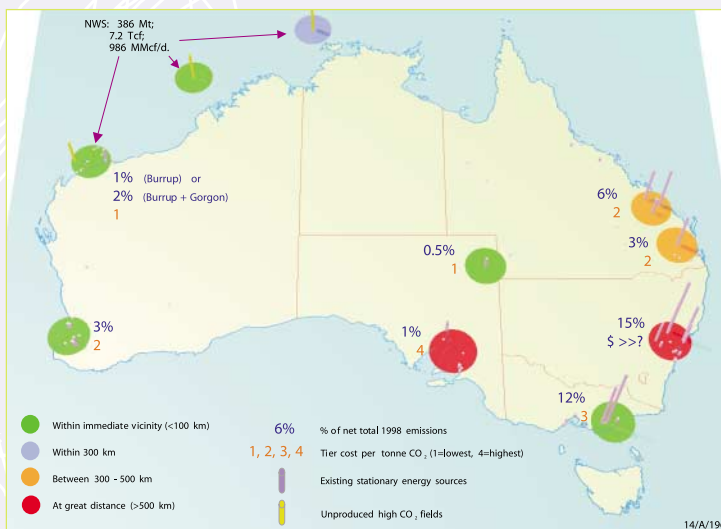 NWS: 386 Mt;
7.2 Tcf;
986 MMcf/d.
1% (Burrup) or
2% (Burrup + Gorgon)
1
6%
2
3%
2
0.5%
1
15%
$ >>?
3%
2
1%
4
12%
3
Within immediate vicinity (<100 km)
Within 300 km
Between 300 - 500 km
At great distance (>500 km)
6% % of net total 1998 emissions
1, 2, 3, 4 Tier cost per tonne CO₂ (1=lowest, 4=highest)
Existing stationary energy sources
Unproduced high CO₂ fields
14/A/19